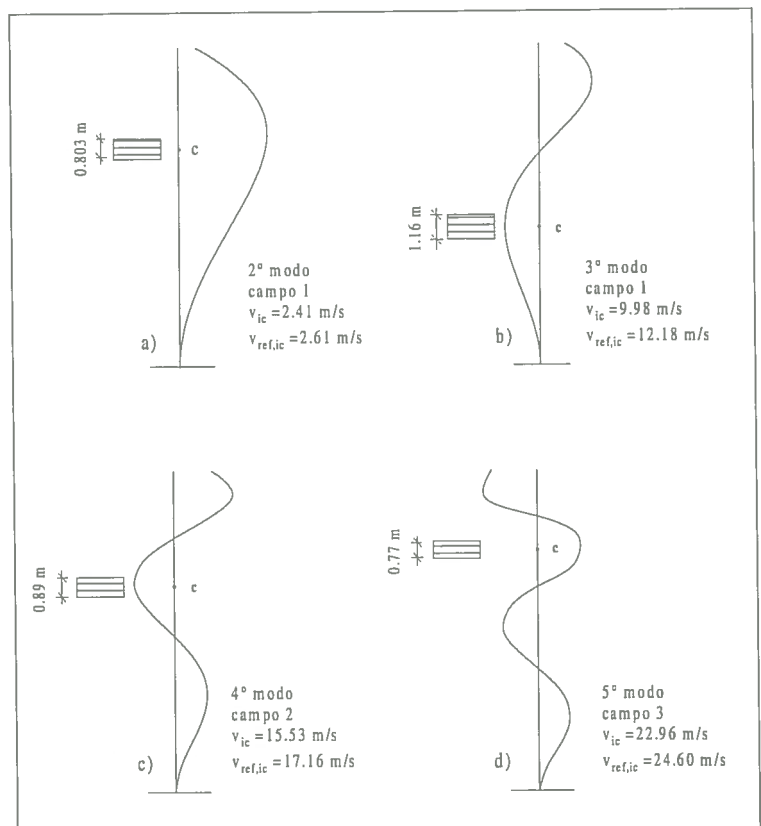 0.803 m
c
2° modo
campo 1
v_ic =2.41 m/s
v_ref,ic =2.61 m/s
a)
1.16 m
c
3° modo
campo 1
v_ic =9.98 m/s
v_ref,ic =12.18 m/s
b)
0.89 m
c
4° modo
campo 2
v_ic =15.53 m/s
v_ref,ic =17.16 m/s
c)
0.77 m
c
5° modo
campo 3
v_ic =22.96 m/s
v_ref,ic =24.60 m/s
d)